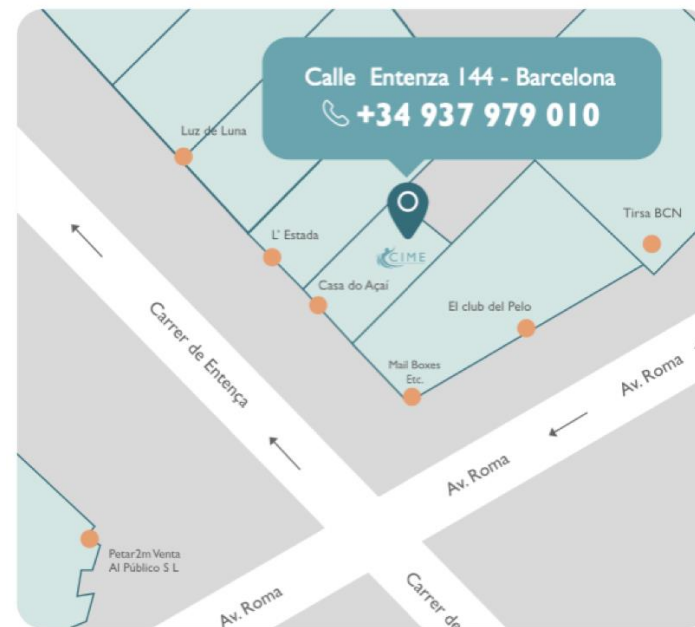 Calle Entenza 144 - Barcelona
+34 937 979 010
Luz de Luna
Tirsa BCN
L' Estada
CIME
Casa do Açaí
El club del Pelo
Carrer de Entença
Mail Boxes
Etc.
Av. Roma
Av. Roma
Petar2m Venta
Al Público S L
Av. Roma
Carrer de